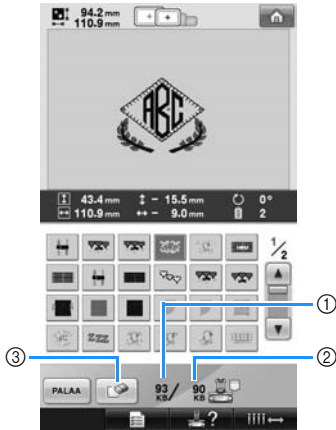 94.2 mm
110.9 mm
ABC
43.4 mm - 15.5 mm 0°
110.9 mm - 9.0 mm 2
1/2
ZZZ
①
②
③
PALAA 93 KB / 90 KB
?